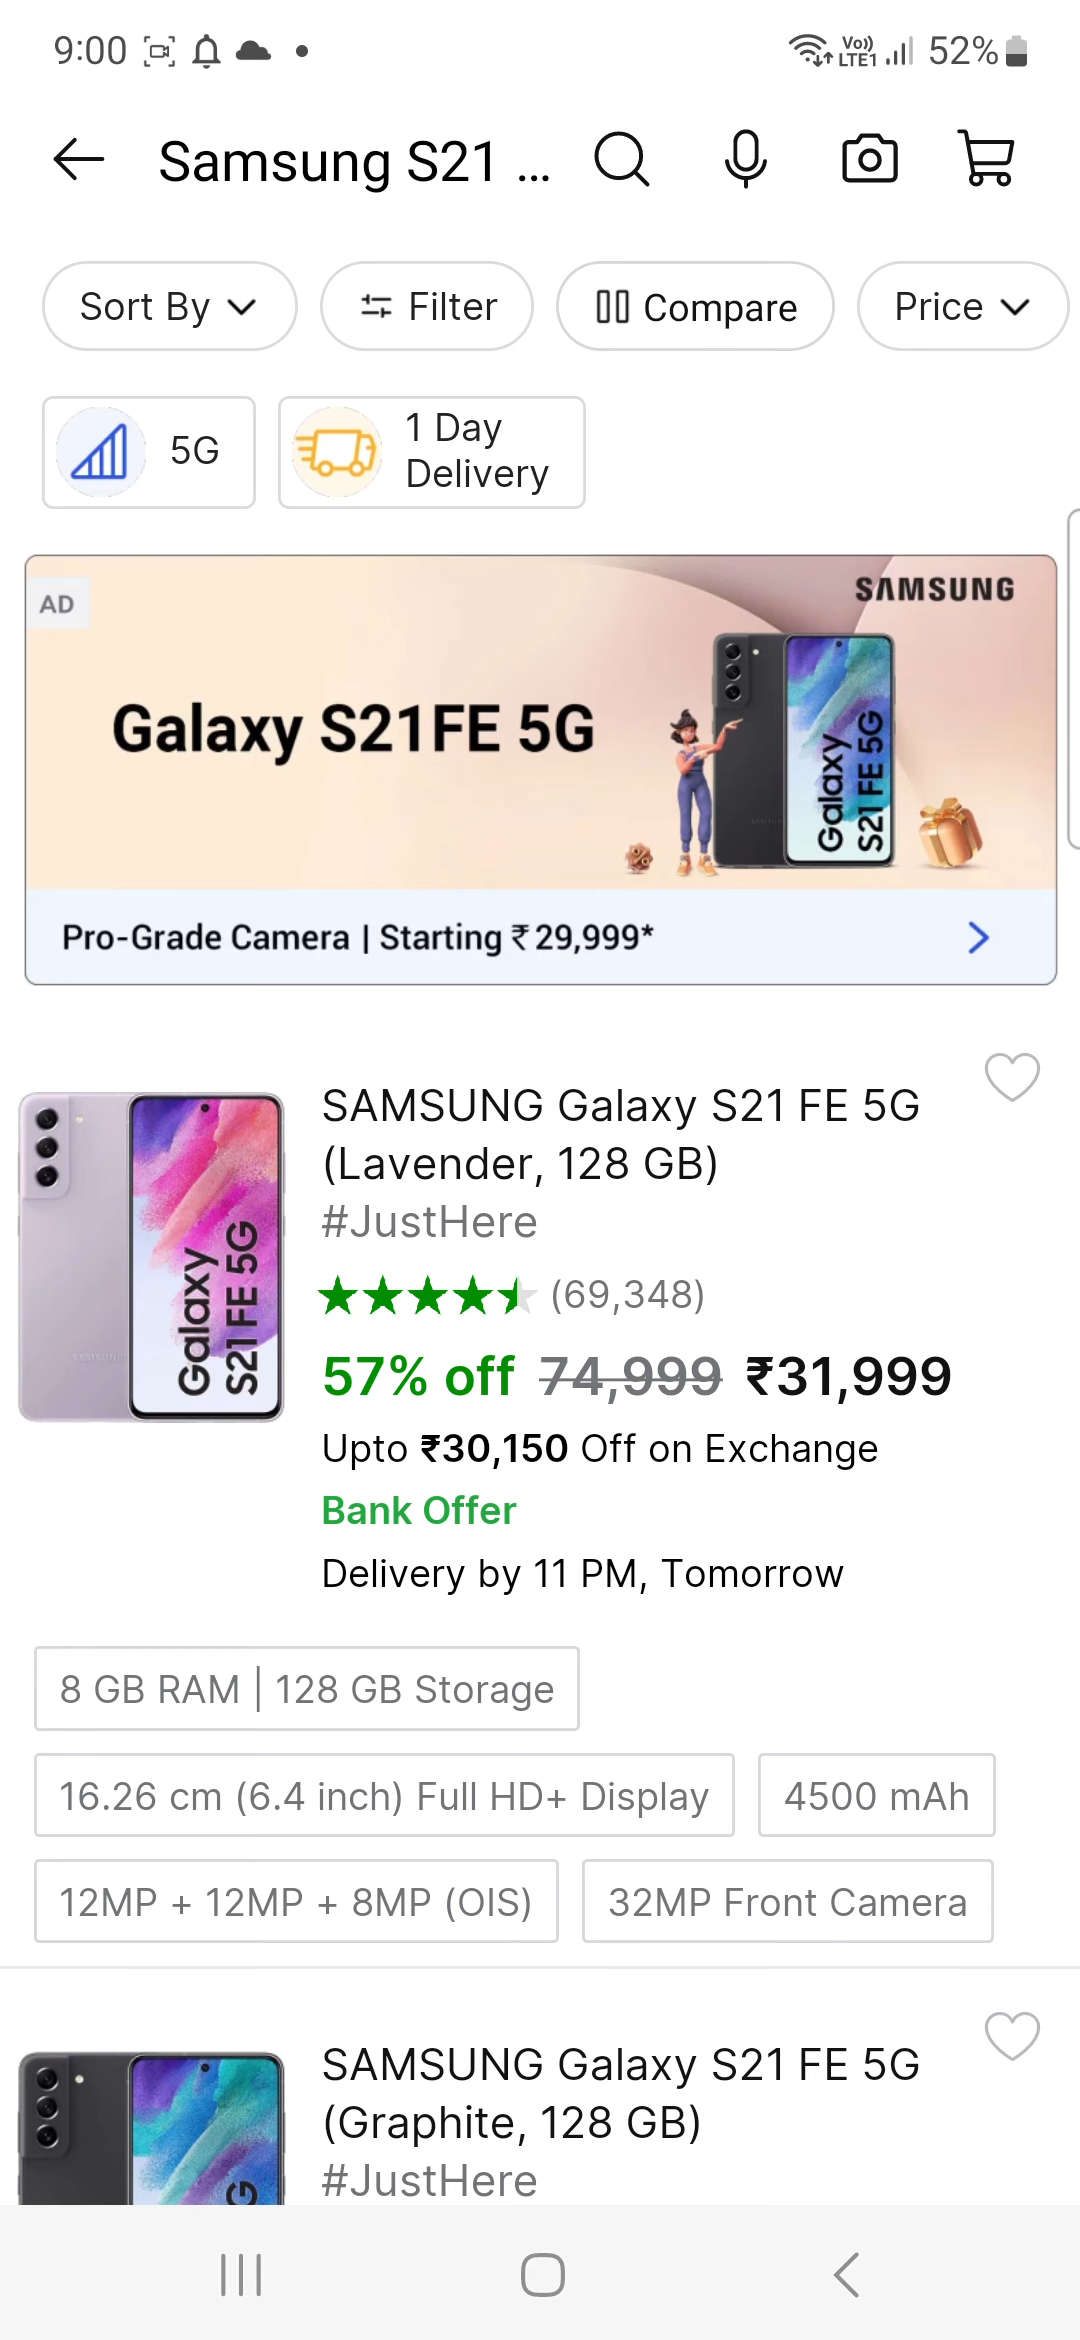 9:00
Vo))
LTE1
52%
Samsung S21 ...
Sort By
Filter
Compare
Price
5G
1 Day
Delivery
AD
SAMSUNG
Galaxy S21FE 5G
Galaxy
S21 FE 5G
Pro-Grade Camera | Starting ₹29,999*
SAMSUNG Galaxy S21 FE 5G
(Lavender, 128 GB)
#JustHere
Galaxy
S21 FE 5G
SAMSUNG
(69,348)
57% off 74,999 ₹31,999
Upto ₹30,150 Off on Exchange
Bank Offer
Delivery by 11 PM, Tomorrow
8 GB RAM | 128 GB Storage
16.26 cm (6.4 inch) Full HD+ Display
4500 mAh
12MP + 12MP + 8MP (OIS)
32MP Front Camera
SAMSUNG Galaxy S21 FE 5G
(Graphite, 128 GB)
#JustHere
G